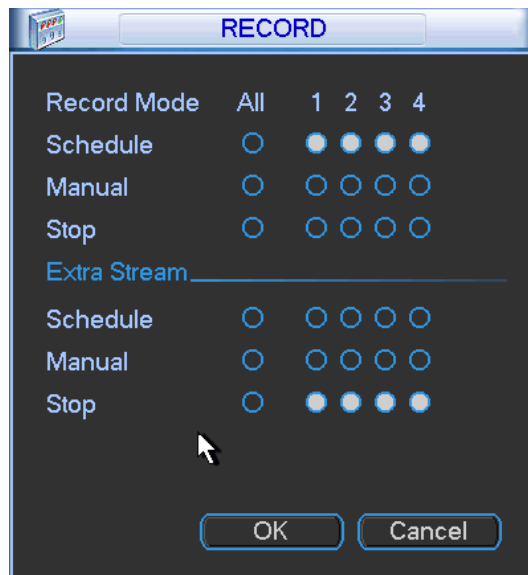 RECORD
Record Mode All 1 2 3 4
Schedule
Manual
Stop
Extra Stream
Schedule
Manual
Stop
OK Cancel